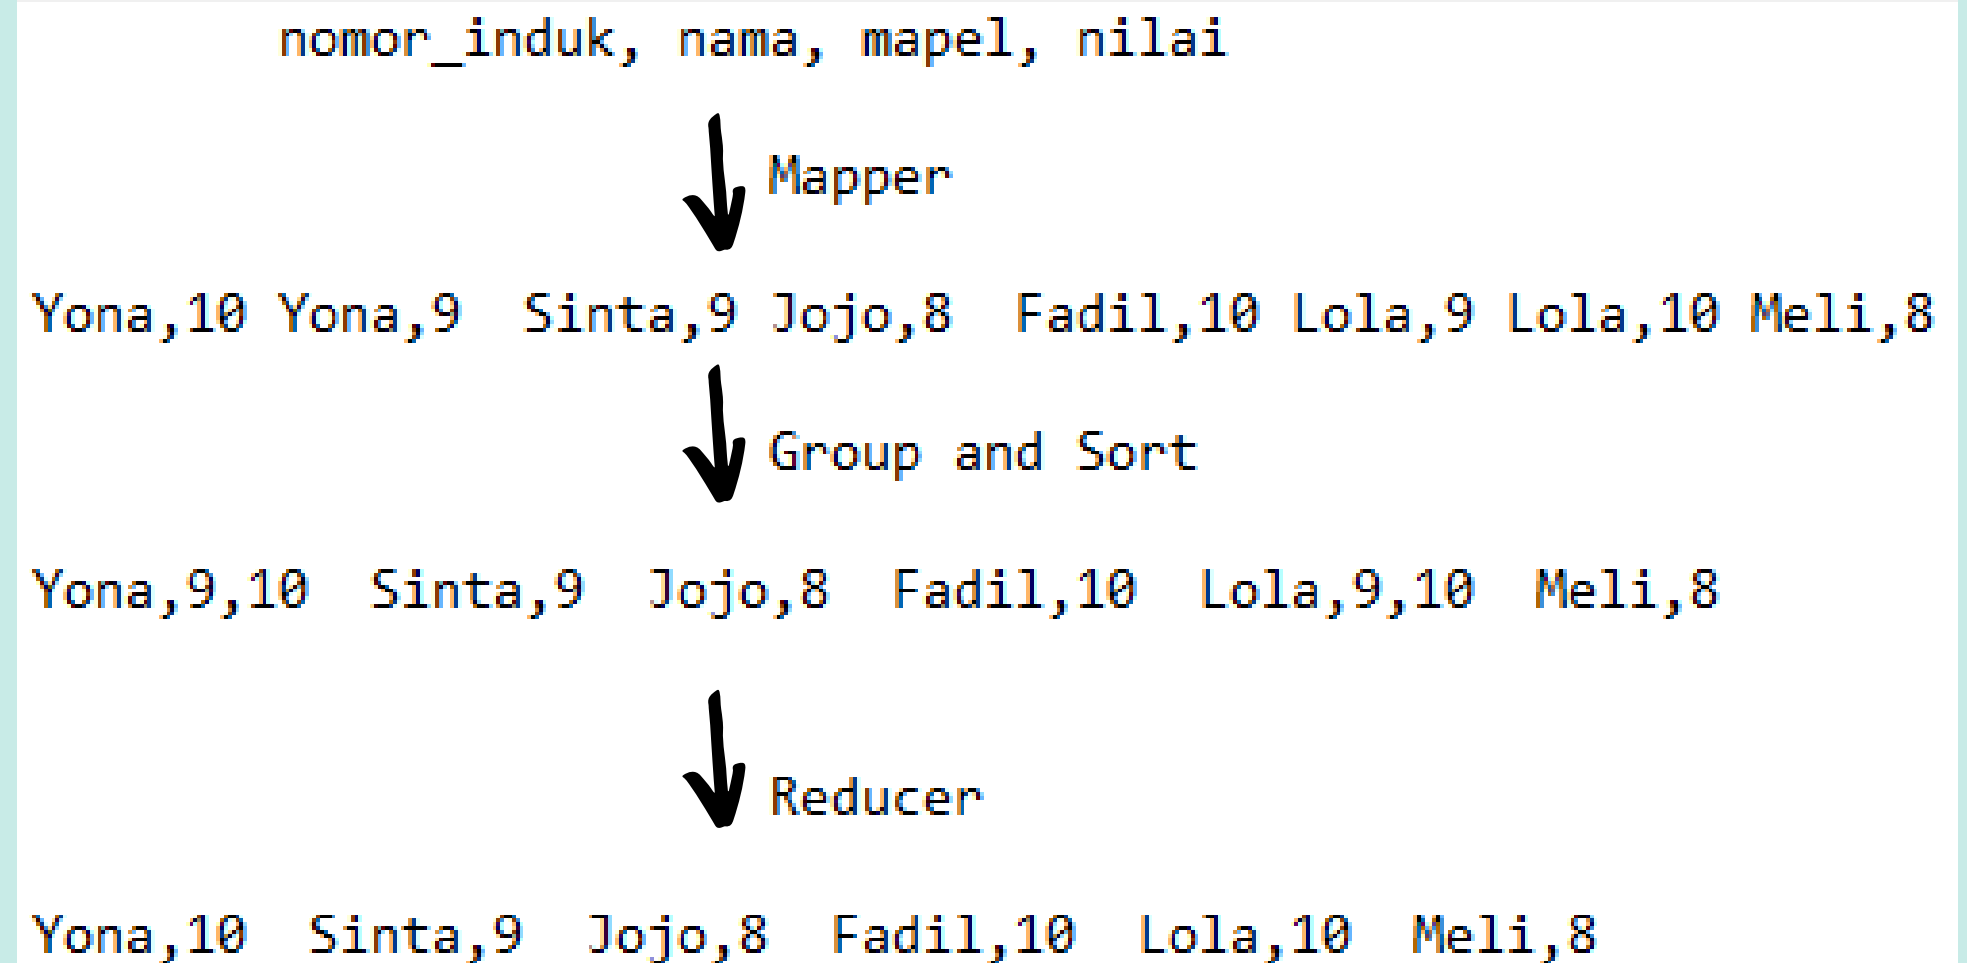 nomor_induk, nama, mapel, nilai
Mapper
Yona,10 Yona,9 Sinta,9 Jojo,8 Fadil,10 Lola,9 Lola,10 Meli,8
Group and Sort
Yona,9,10 Sinta,9 Jojo,8 Fadil,10 Lola,9,10 Meli,8
Reducer
Yona,10 Sinta,9 Jojo,8 Fadil,10 Lola,10 Meli,8